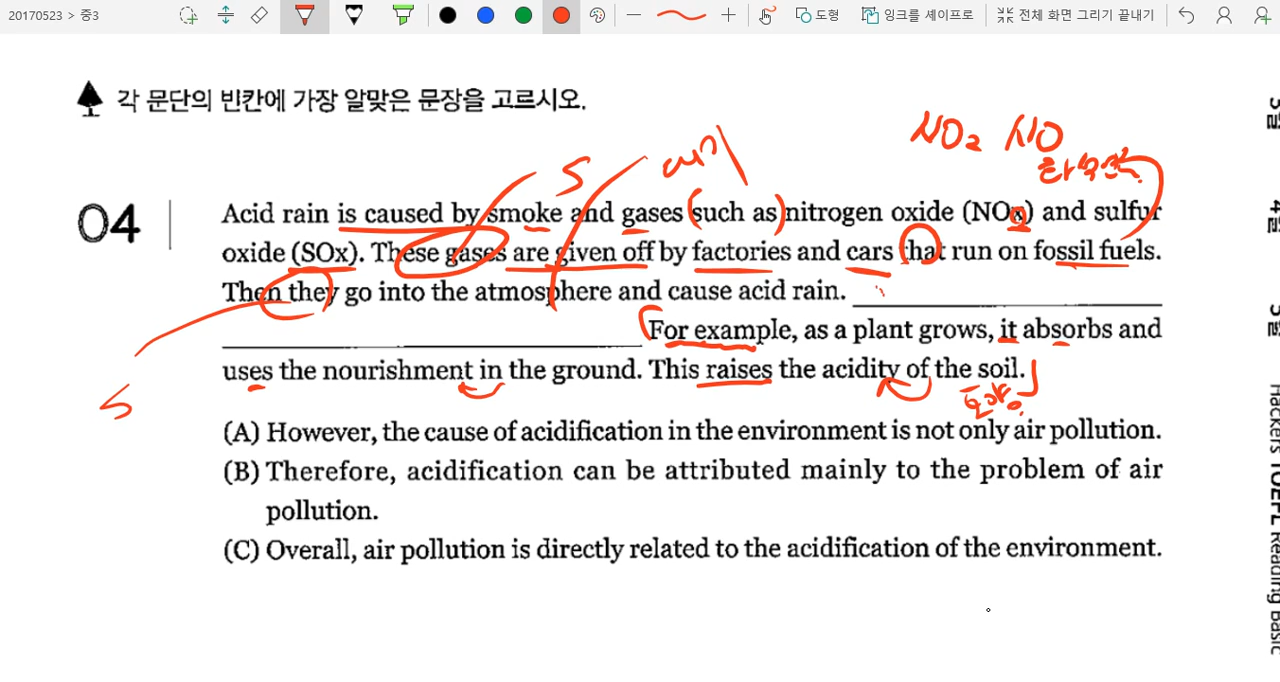 20170523 > 중3
도형
잉크를 셰이프로
전체 화면 그리기 끝내기
각 문단의 빈칸에 가장 알맞은 문장을 고르시오.
NO₂
대기
S
04
Acid rain is caused by smoke and gases (such as) nitrogen oxide (NOx) and sulfur
oxide (SOx). These gases are given off by factories and cars that run on fossil fuels.
Then they go into the atmosphere and cause acid rain.
For example, as a plant grows, it absorbs and
uses the nourishment in the ground. This raises the acidity of the soil.
S
토양.
(A) However, the cause of acidification in the environment is not only air pollution.
(B) Therefore, acidification can be attributed mainly to the problem of air
pollution.
(C) Overall, air pollution is directly related to the acidification of the environment.
Hackers TOEFL Reading Basic